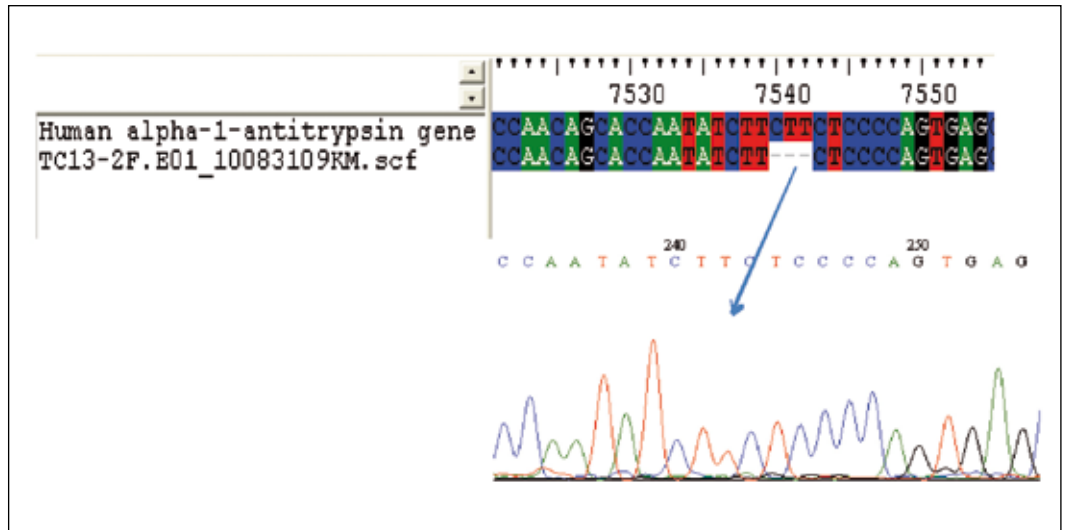 7530 7540 7550
Human alpha-1-antitrypsin gene CCAACAGCACCAATATCTTCTTCTCCCCAGTGAG
TC13-2F.E01_10083109KM.scf CCAACAGCACCAATATCTT---CTCCCCAGTGAG
240 250
C C A A T A T C T T C T C C C C A G T G A G